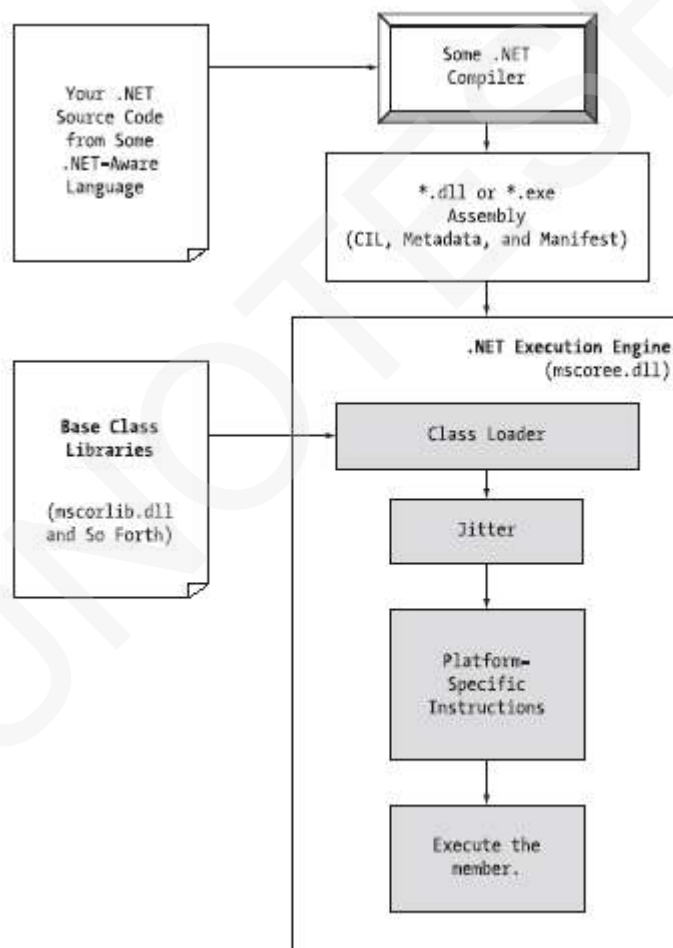 Your .NET
Source Code
from Some
.NET-Aware
Language
Some .NET
Compiler
*.dll or *.exe
Assembly
(CIL, Metadata, and Manifest)
.NET Execution Engine
(mscoree.dll)
Base Class
Libraries
(mscorlib.dll
and So Forth)
Class Loader
Jitter
Platform-
Specific
Instructions
Execute the
member.